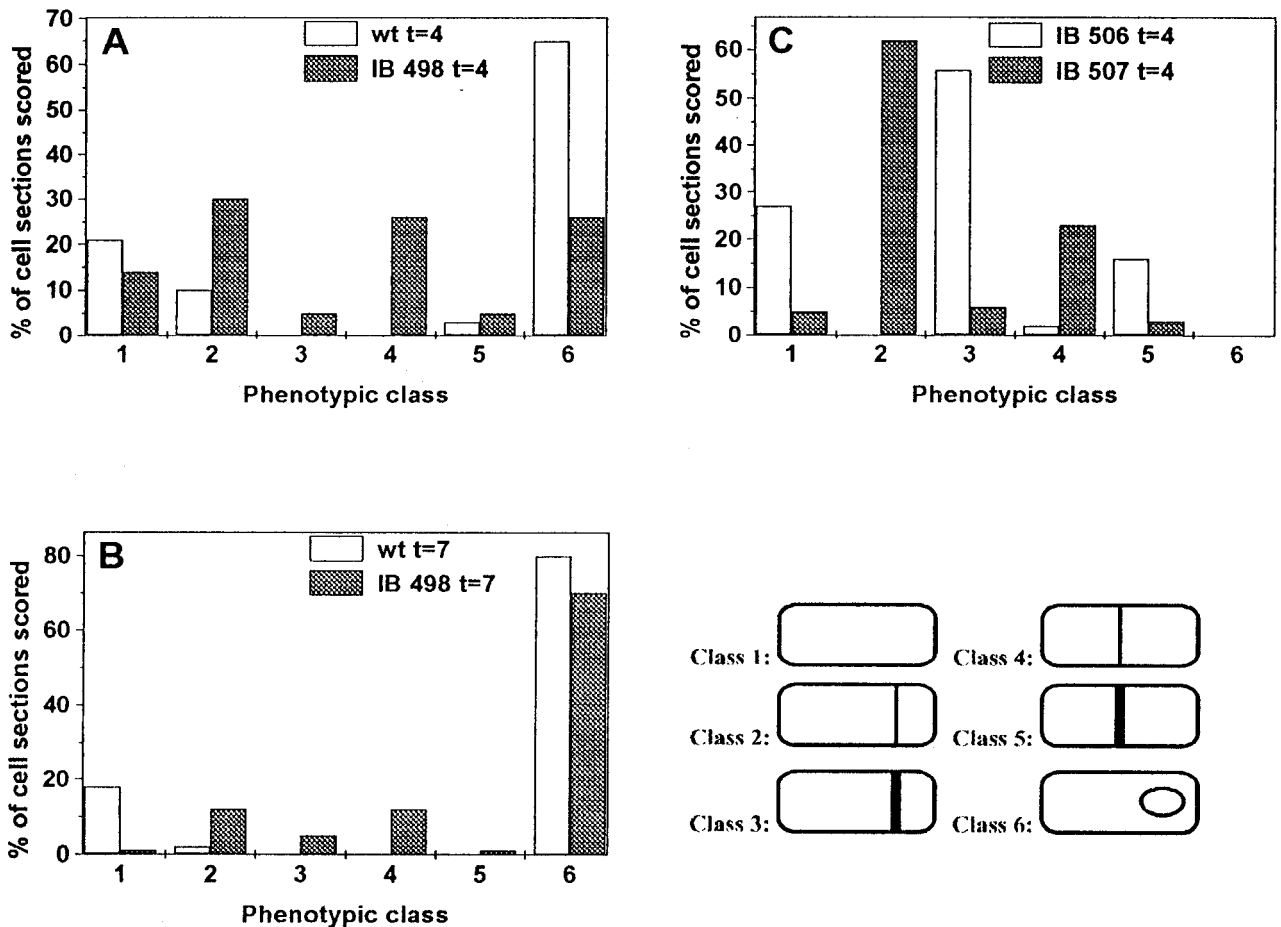 A
wt t=4
IB 498 t=4
% of cell sections scored
70
60
50
40
30
20
10
0
1 2 3 4 5 6
Phenotypic class
C
IB 506 t=4
IB 507 t=4
% of cell sections scored
60
50
40
30
20
10
0
1 2 3 4 5 6
Phenotypic class
B
wt t=7
IB 498 t=7
% of cell sections scored
80
60
40
20
0
1 2 3 4 5 6
Phenotypic class
Class 1:
Class 2:
Class 3:
Class 4:
Class 5:
Class 6: